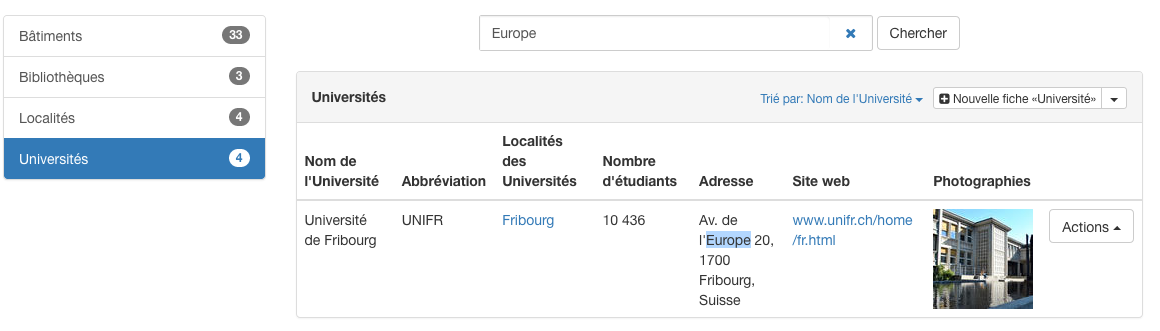 Bâtiments 33
Bibliothèques 3
Localités 4
Universités 4
Europe
Chercher
Universités
Trié par: Nom de l'Université
Nouvelle fiche «Université»
Nom de
l'Université
Abbréviation
Localités
des
Universités
Nombre
d'étudiants
Adresse
Site web
Photographies
Université
de Fribourg
UNIFR
Fribourg
10 436
Av. de
l'Europe 20,
1700
Fribourg,
Suisse
www.unifr.ch/home
/fr.html
Actions